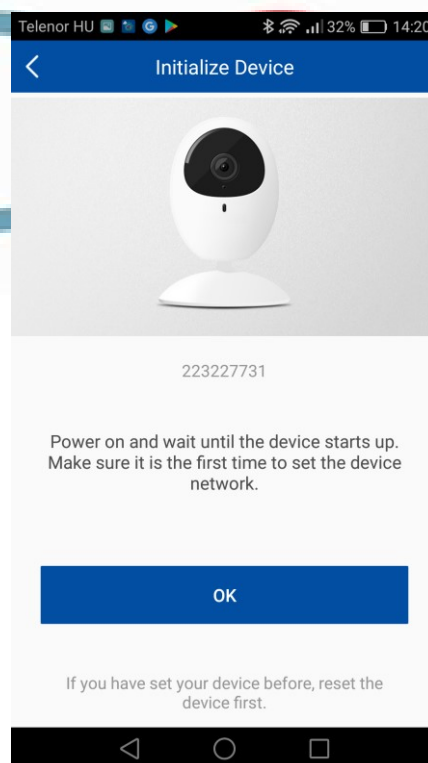 Telenor HU 32% 14:20
Initialize Device
223227731
Power on and wait until the device starts up.
Make sure it is the first time to set the device
network.
OK
If you have set your device before, reset the
device first.